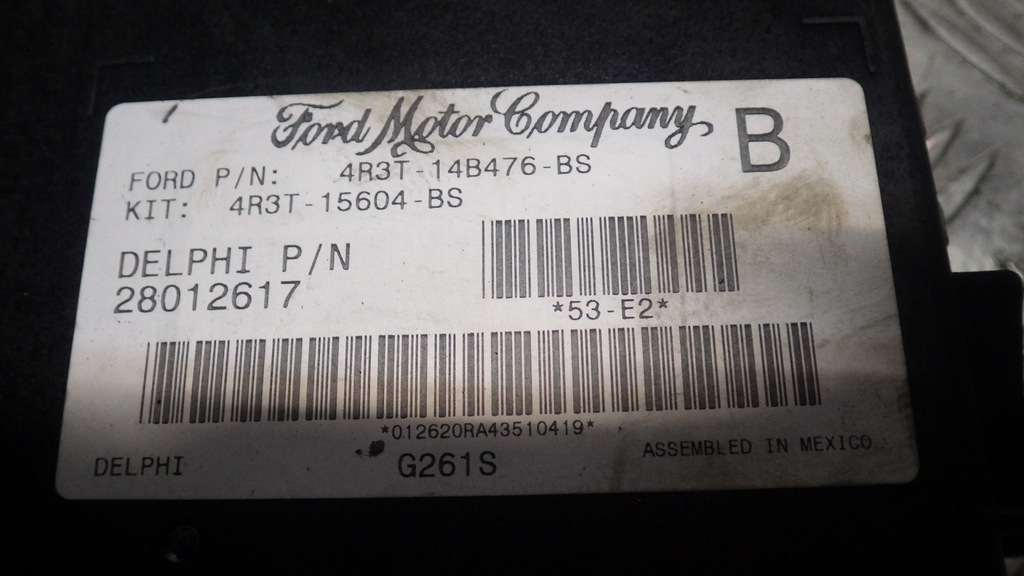 Ford Motor Company B
FORD P/N: 4R3T-14B476-BS
KIT: 4R3T-15604-BS
DELPHI P/N
28012617
*53-E2*
*012620RA43510419*
DELPHI G261S ASSEMBLED IN MEXICO